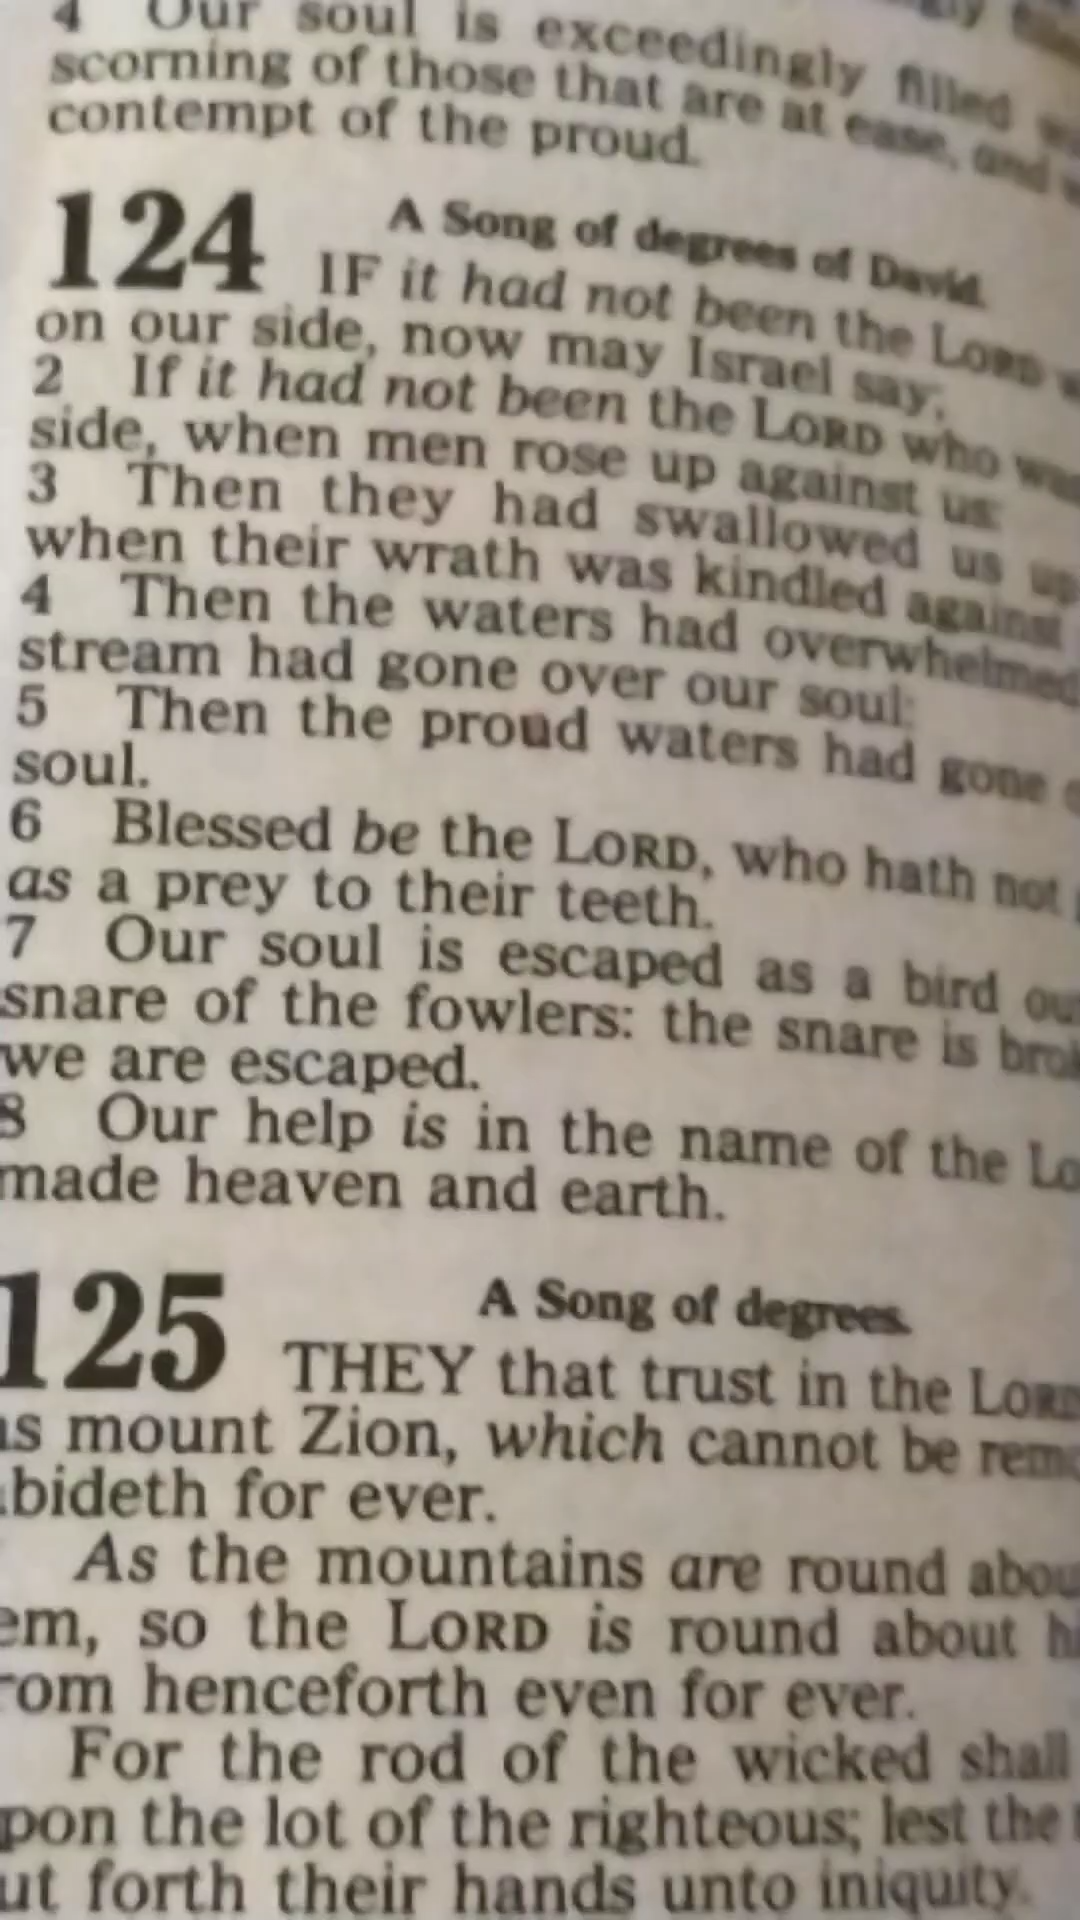 4 Our soul is exceedingly filled
scorning of those that are at ease, and
contempt of the proud.
124 A Song of degrees of David.
IF it had not been the LORD
on our side, now may Israel say;
2 If it had not been the LORD who was
side, when men rose up against us:
3 Then they had swallowed us up
when their wrath was kindled against
4 Then the waters had overwhelmed
stream had gone over our soul:
5 Then the proud waters had gone
soul.
6 Blessed be the LORD, who hath not
as a prey to their teeth.
7 Our soul is escaped as a bird ou
snare of the fowlers: the snare is brok
we are escaped.
8 Our help is in the name of the Lo
made heaven and earth.
125 A Song of degrees.
THEY that trust in the LORD
as mount Zion, which cannot be remo
bideth for ever.
As the mountains are round abou
em, so the LORD is round about hi
rom henceforth even for ever.
For the rod of the wicked shall
pon the lot of the righteous; lest the
ut forth their hands unto iniquity.